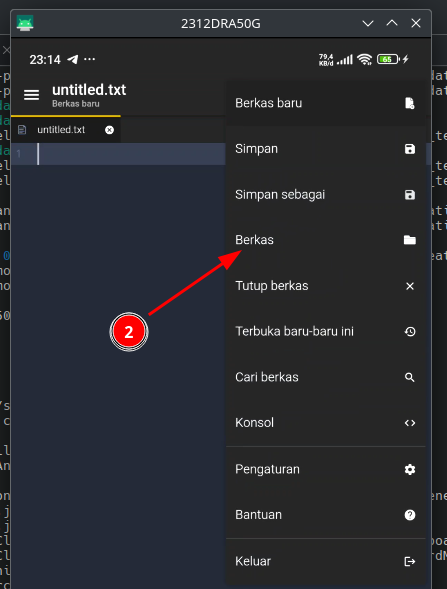 2312DRA50G
23:14
79,4
KB/d
65
untitled.txt
Berkas baru
untitled.txt
1
Berkas baru
Simpan
Simpan sebagai
Berkas
Tutup berkas
Terbuka baru-baru ini
Cari berkas
Konsol
Pengaturan
Bantuan
Keluar
2